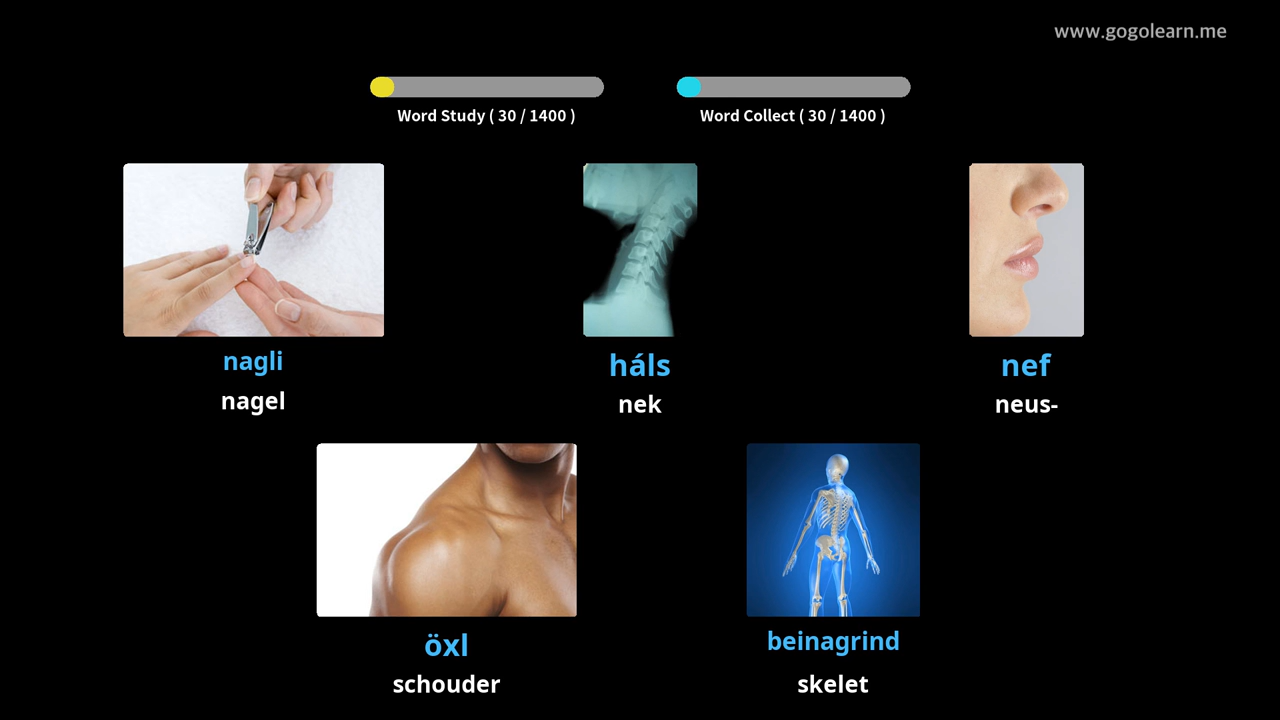 www.gogolearn.me
Word Study ( 30 / 1400 )
Word Collect ( 30 / 1400 )
nagli
nagel
háls
nek
nef
neus-
öxl
schouder
beinagrind
skelet